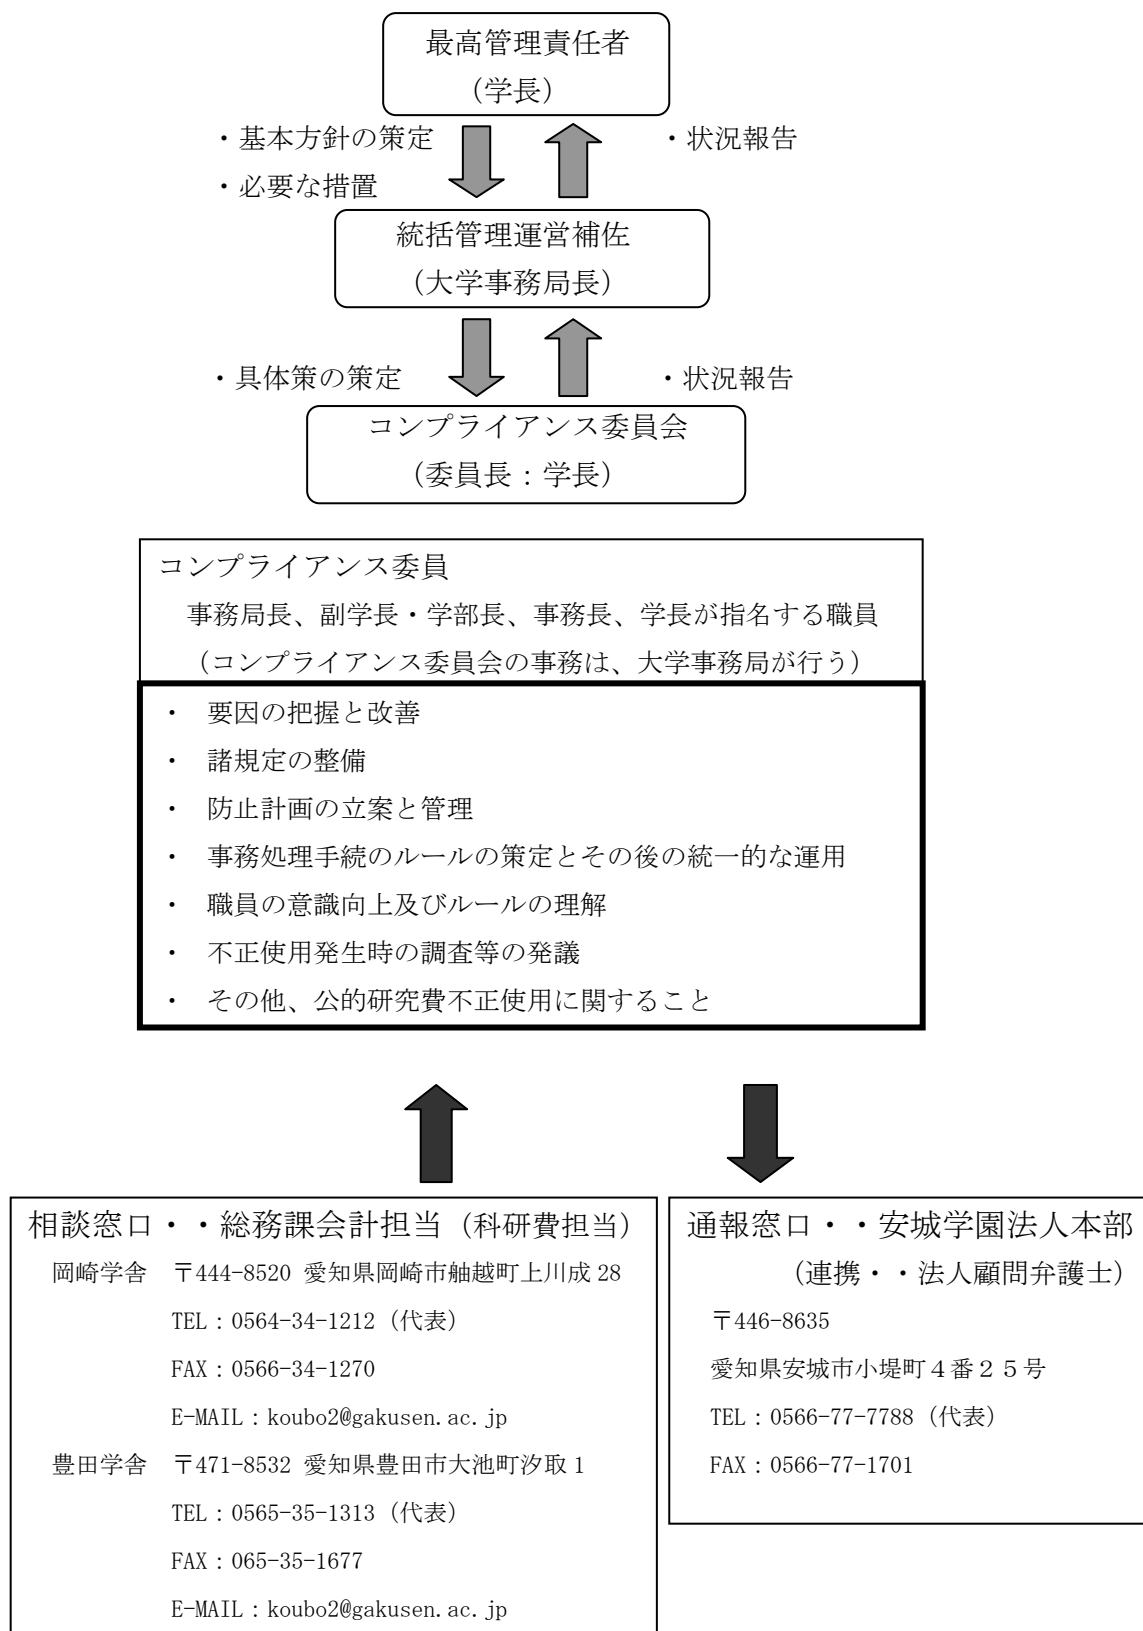 最高管理責任者
（学長）
・基本方針の策定
・必要な措置
・状況報告
統括管理運営補佐
（大学事務局長）
・具体策の策定
・状況報告
コンプライアンス委員会
（委員長：学長）
コンプライアンス委員
事務局長、副学長・学部長、事務長、学長が指名する職員
（コンプライアンス委員会の事務は、大学事務局が行う）
・ 要因の把握と改善
・ 諸規定の整備
・ 防止計画の立案と管理
・ 事務処理手続のルールの策定とその後の統一的な運用
・ 職員の意識向上及びルールの理解
・ 不正使用発生時の調査等の発議
・ その他、公的研究費不正使用に関すること
相談窓口・・総務課会計担当（科研費担当）
岡崎学舎 〒444-8520 愛知県岡崎市舳越町上川成 28
TEL：0564-34-1212（代表）
FAX：0566-34-1270
E-MAIL：koubo2@gakusen.ac.jp
豊田学舎 〒471-8532 愛知県豊田市大池町汐取 1
TEL：0565-35-1313（代表）
FAX：065-35-1677
E-MAIL：koubo2@gakusen.ac.jp
通報窓口・・安城学園法人本部
（連携・・法人顧問弁護士）
〒446-8635
愛知県安城市小堤町４番２５号
TEL：0566-77-7788（代表）
FAX：0566-77-1701